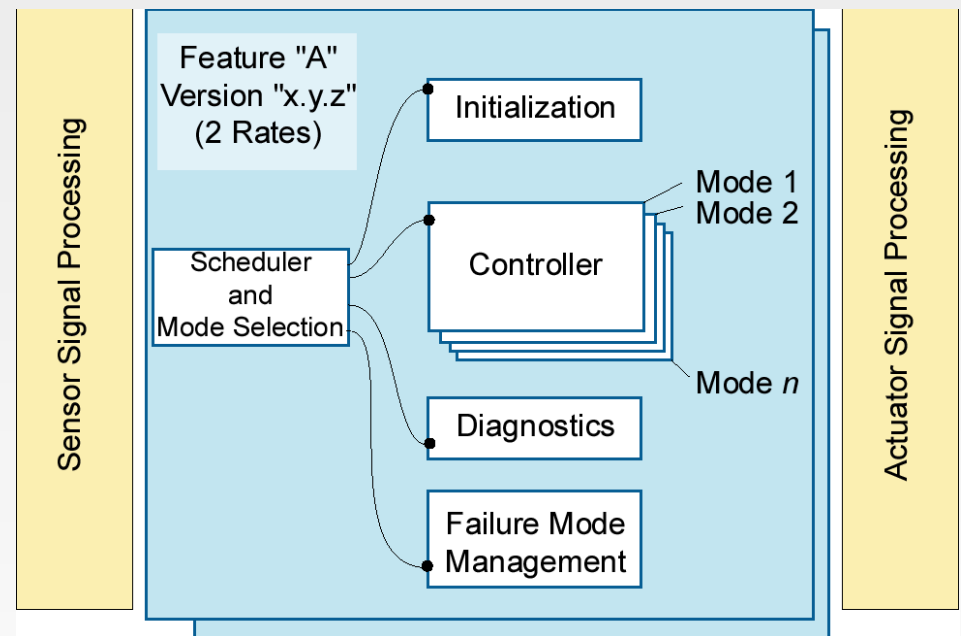 Sensor Signal Processing
Feature "A"
Version "x.y.z"
(2 Rates)
Scheduler
and
Mode Selection
Initialization
Controller
Mode 1
Mode 2
Mode n
Diagnostics
Failure Mode
Management
Actuator Signal Processing